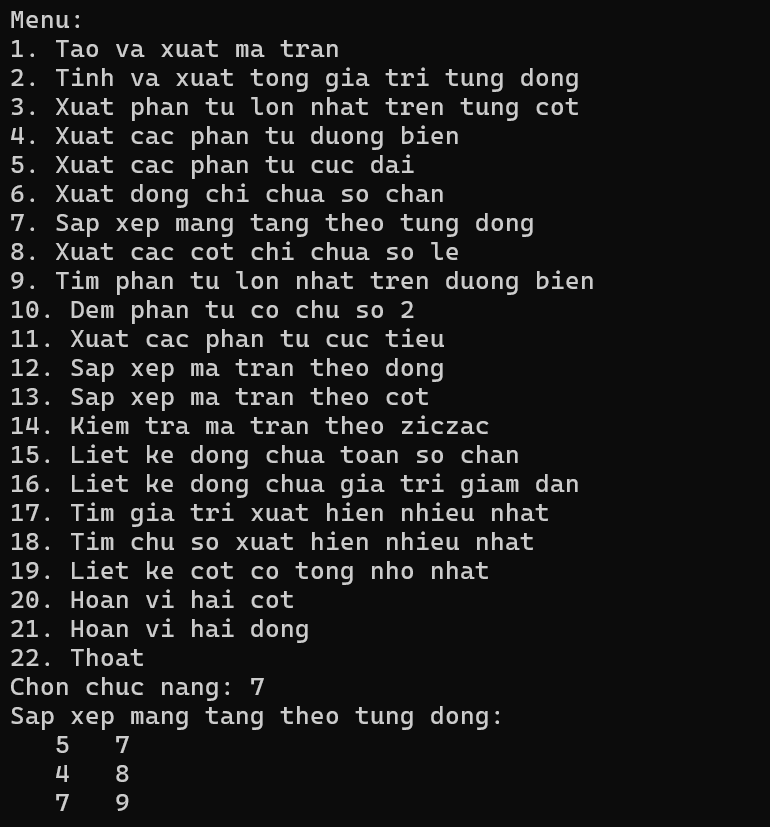 Menu:
1. Tao va xuat ma tran
2. Tinh va xuat tong gia tri tung dong
3. Xuat phan tu lon nhat tren tung cot
4. Xuat cac phan tu duong bien
5. Xuat cac phan tu cuc dai
6. Xuat dong chi chua so chan
7. Sap xep mang tang theo tung dong
8. Xuat cac cot chi chua so le
9. Tim phan tu lon nhat tren duong bien
10. Dem phan tu co chu so 2
11. Xuat cac phan tu cuc tieu
12. Sap xep ma tran theo dong
13. Sap xep ma tran theo cot
14. Kiem tra ma tran theo ziczac
15. Liet ke dong chua toan so chan
16. Liet ke dong chua gia tri giam dan
17. Tim gia tri xuat hien nhieu nhat
18. Tim chu so xuat hien nhieu nhat
19. Liet ke cot co tong nho nhat
20. Hoan vi hai cot
21. Hoan vi hai dong
22. Thoat
Chon chuc nang: 7
Sap xep mang tang theo tung dong:
   5   7
   4   8
   7   9